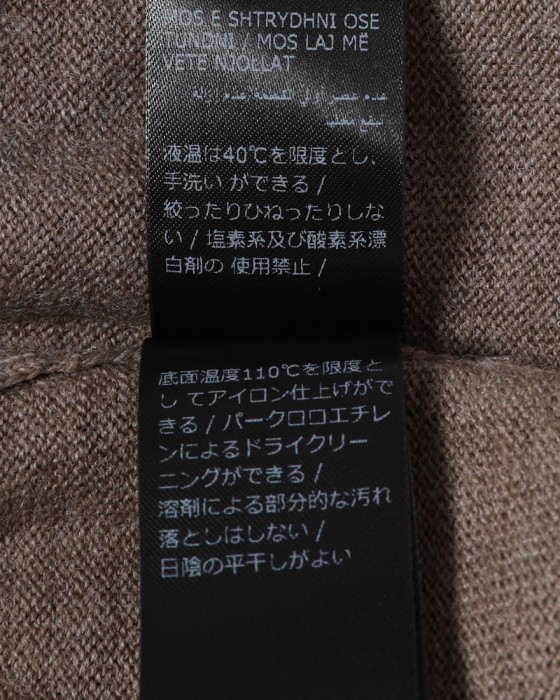 MOS E SHTRYDHNI OSE
TUNDNI / MOS LAJ MË
VETE NJOLLAT
液温は40℃を限度とし、
手洗い ができる /
絞ったりひねったりしな
い / 塩素系及び酸素系漂
白剤の 使用禁止 /
底面温度110℃を限度と
し てアイロン仕上げがで
きる / パークロロエチレ
ンによるドライクリー
ニングができる /
溶剤による部分的な汚れ
落としはしない /
日陰の平干しがよい